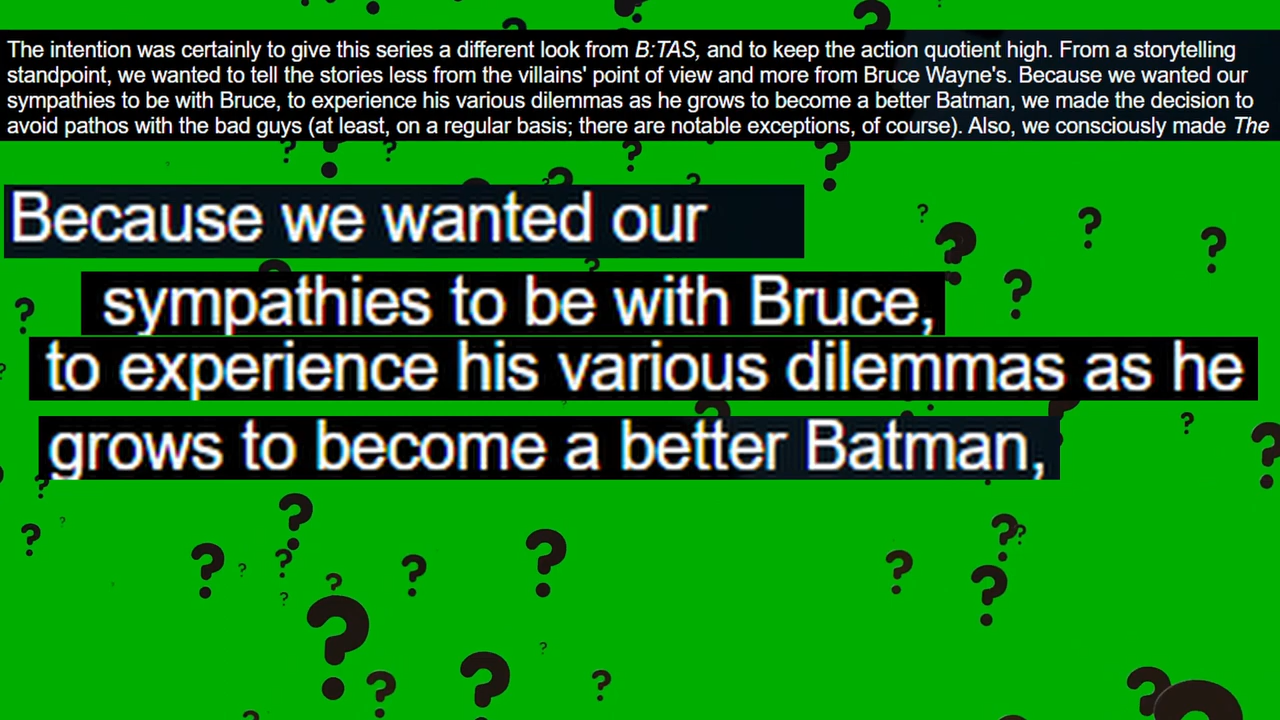 The intention was certainly to give this series a different look from B:TAS, and to keep the action quotient high. From a storytelling
standpoint, we wanted to tell the stories less from the villains' point of view and more from Bruce Wayne's. Because we wanted our
sympathies to be with Bruce, to experience his various dilemmas as he grows to become a better Batman, we made the decision to
avoid pathos with the bad guys (at least, on a regular basis; there are notable exceptions, of course). Also, we consciously made The
Because we wanted our
sympathies to be with Bruce,
to experience his various dilemmas as he
grows to become a better Batman,